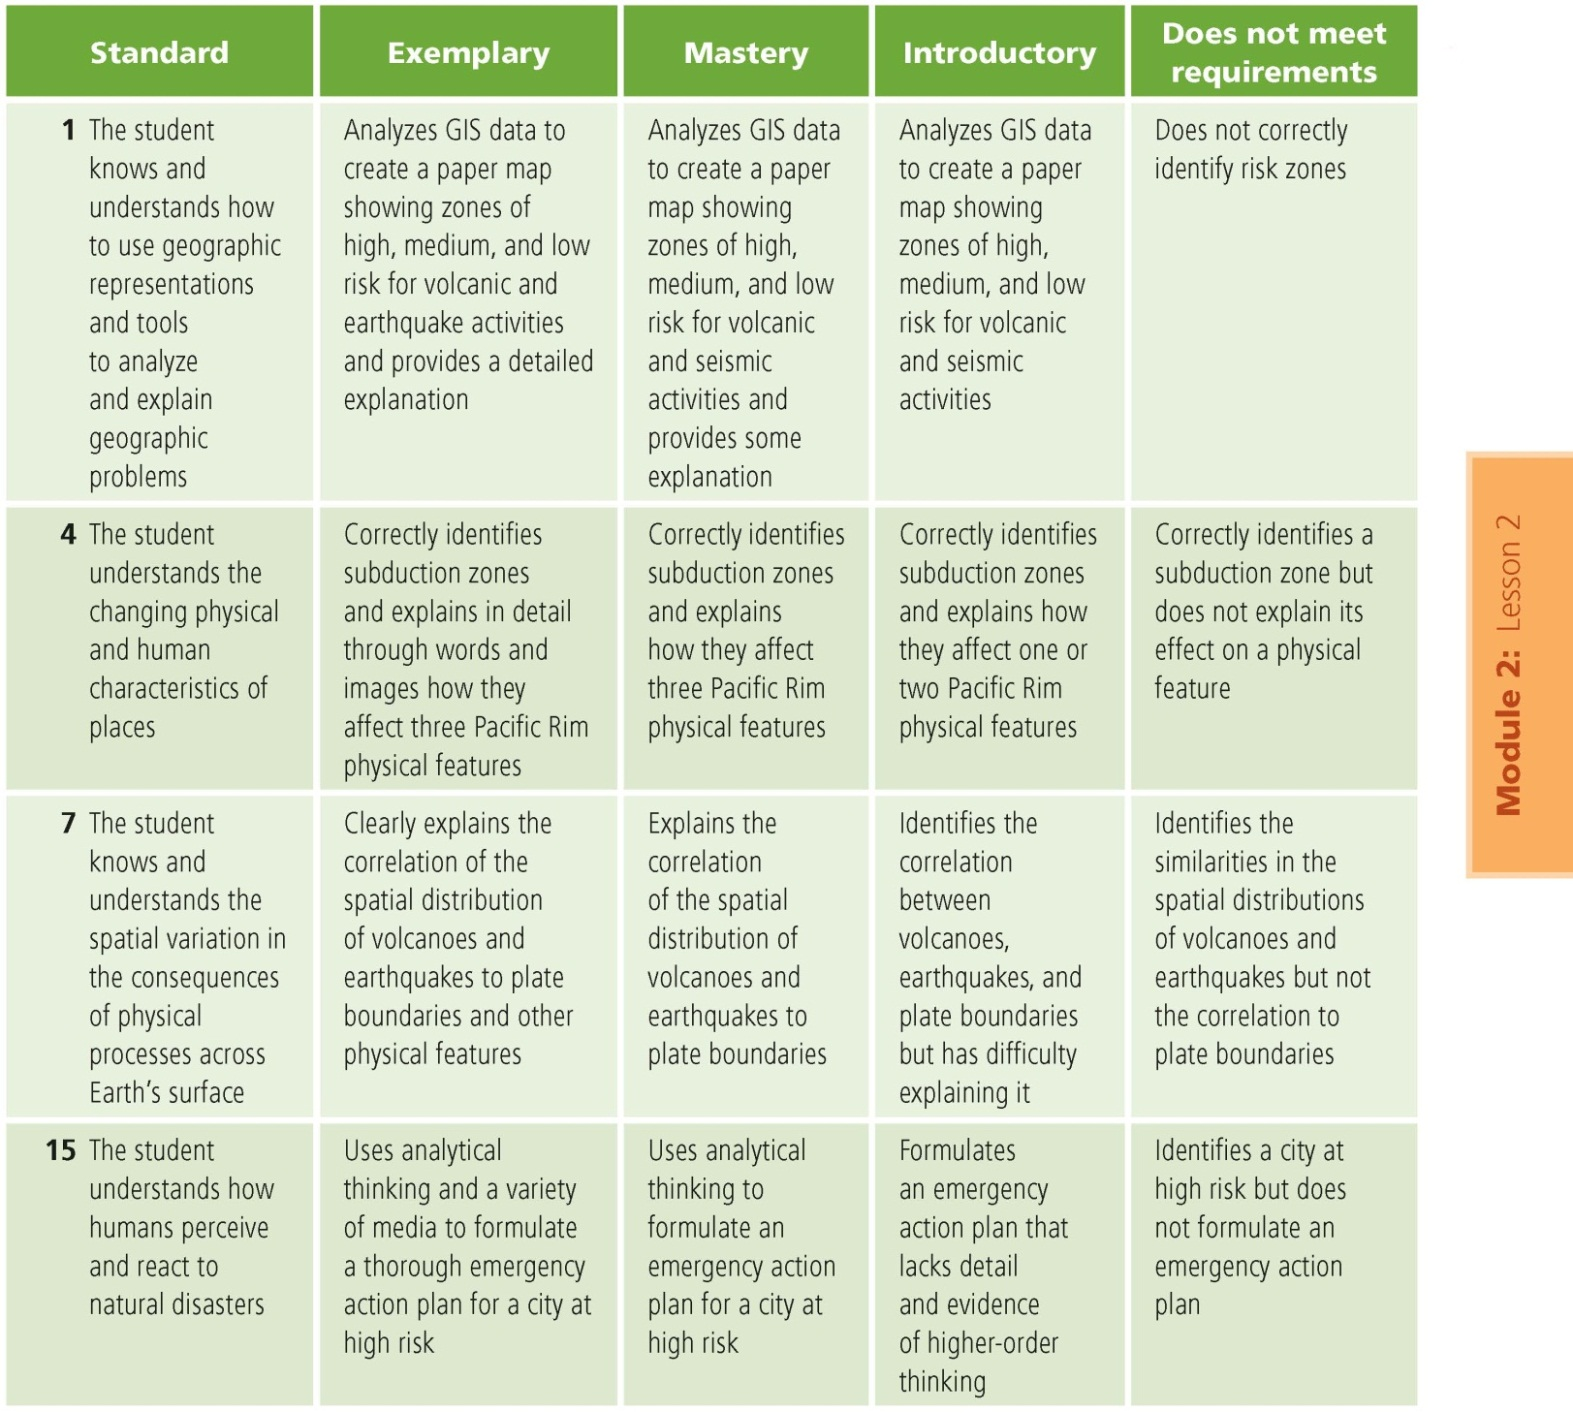 Standard
Exemplary
Mastery
Introductory
Does not meet
requirements
1 The student
knows and
understands how
to use geographic
representations
and tools
to analyze
and explain
geographic
problems
Analyzes GIS data to
create a paper map
showing zones of
high, medium, and low
risk for volcanic and
earthquake activities
and provides a detailed
explanation
Analyzes GIS data
to create a paper
map showing
zones of high,
medium, and low
risk for volcanic
and seismic
activities and
provides some
explanation
Analyzes GIS data
to create a paper
map showing
zones of high,
medium, and low
risk for volcanic
and seismic
activities
Does not correctly
identify risk zones
4 The student
understands the
changing physical
and human
characteristics of
places
Correctly identifies
subduction zones
and explains in detail
through words and
images how they
affect three Pacific Rim
physical features
Correctly identifies
subduction zones
and explains
how they affect
three Pacific Rim
physical features
Correctly identifies
subduction zones
and explains how
they affect one or
two Pacific Rim
physical features
Correctly identifies a
subduction zone but
does not explain its
effect on a physical
feature
7 The student
knows and
understands the
spatial variation in
the consequences
of physical
processes across
Earth's surface
Clearly explains the
correlation of the
spatial distribution
of volcanoes and
earthquakes to plate
boundaries and other
physical features
Explains the
correlation
of the spatial
distribution of
volcanoes and
earthquakes to
plate boundaries
Identifies the
correlation
between
volcanoes,
earthquakes, and
plate boundaries
but has difficulty
explaining it
Identifies the
similarities in the
spatial distributions
of volcanoes and
earthquakes but not
the correlation to
plate boundaries
15 The student
understands how
humans perceive
and react to
natural disasters
Uses analytical
thinking and a variety
of media to formulate
a thorough emergency
action plan for a city at
high risk
Uses analytical
thinking to
formulate an
emergency action
plan for a city at
high risk
Formulates
an emergency
action plan that
lacks detail
and evidence
of higher-order
thinking
Identifies a city at
high risk but does
not formulate an
emergency action
plan
Module 2: Lesson 2